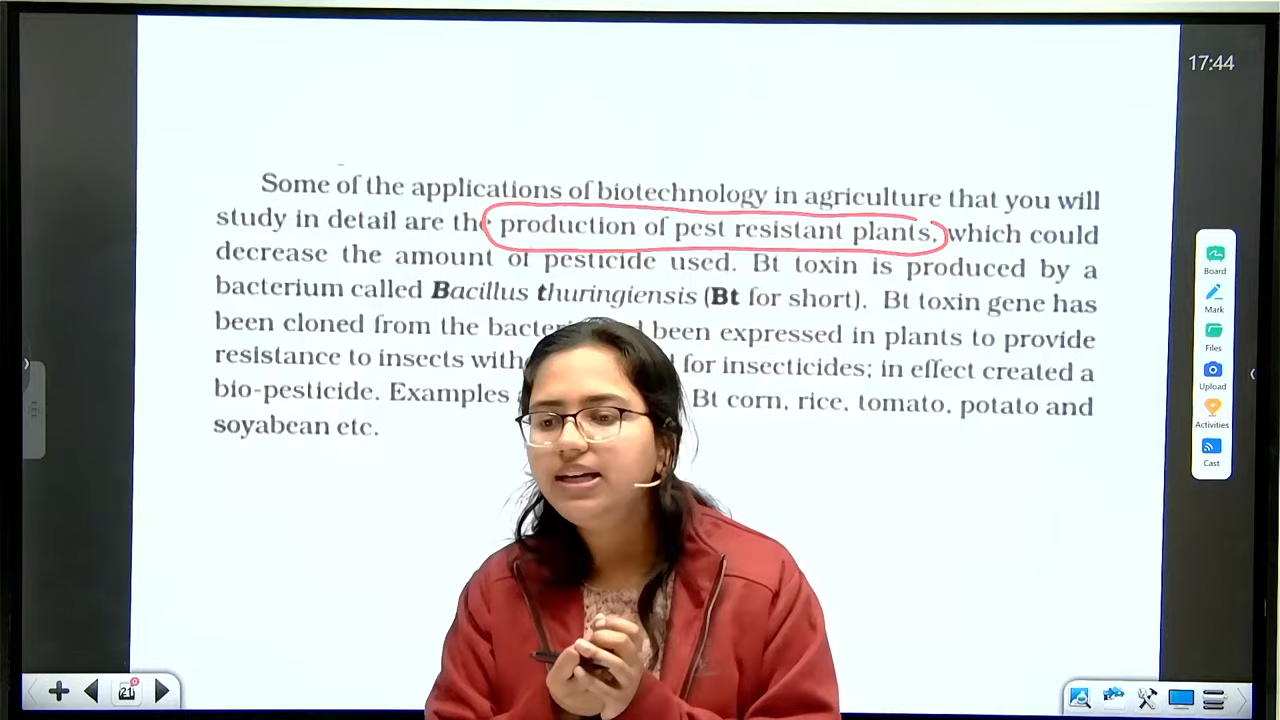 17:44
Some of the applications of biotechnology in agriculture that you will
study in detail are the production of pest resistant plants, which could
decrease the amount of pesticide used. Bt toxin is produced by a
bacterium called Bacillus thuringiensis (Bt for short). Bt toxin gene has
been cloned from the been expressed in plants to provide
resistance to insects for insecticides; in effect created a
bio-pesticide. Examples Bt corn, rice, tomato, potato and
soyabean etc.
Board
Mark
Files
Upload
Activities
Cast
21